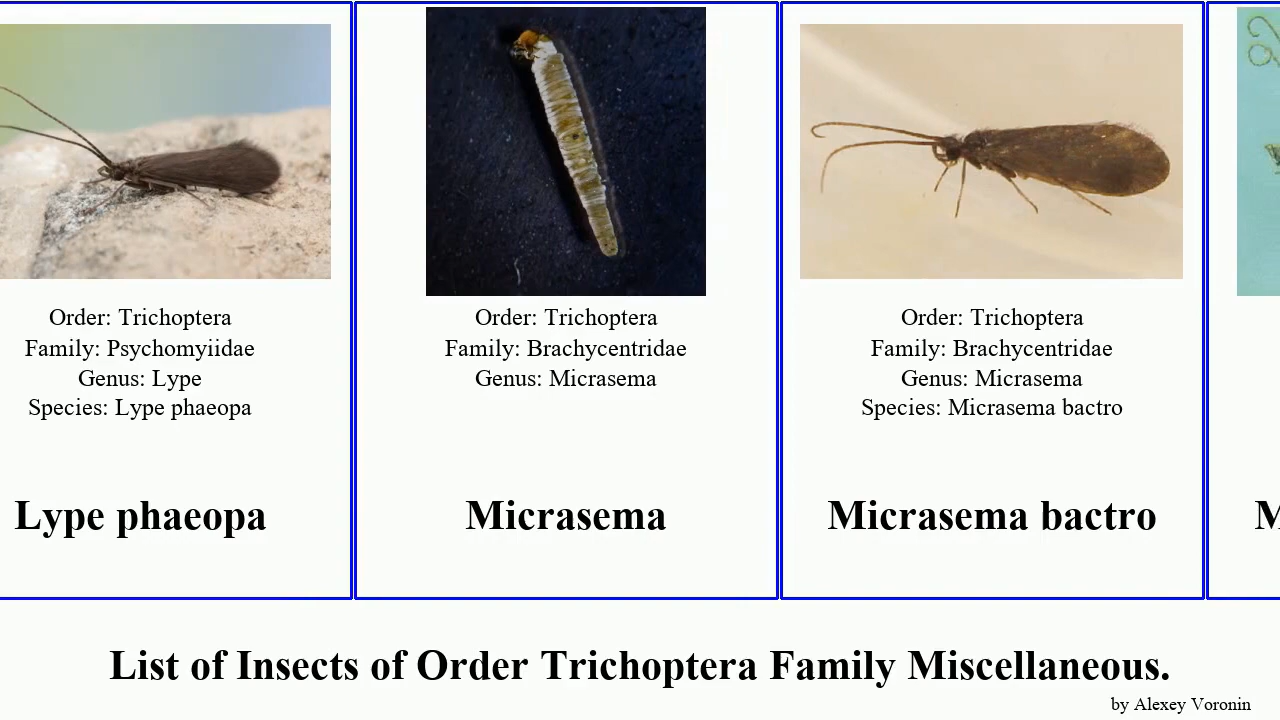 Order: Trichoptera
Family: Psychomyiidae
Genus: Lype
Species: Lype phaeopa
Lype phaeopa
Order: Trichoptera
Family: Brachycentridae
Genus: Micrasema
Micrasema
Order: Trichoptera
Family: Brachycentridae
Genus: Micrasema
Species: Micrasema bactro
Micrasema bactro
M
List of Insects of Order Trichoptera Family Miscellaneous.
by Alexey Voronin